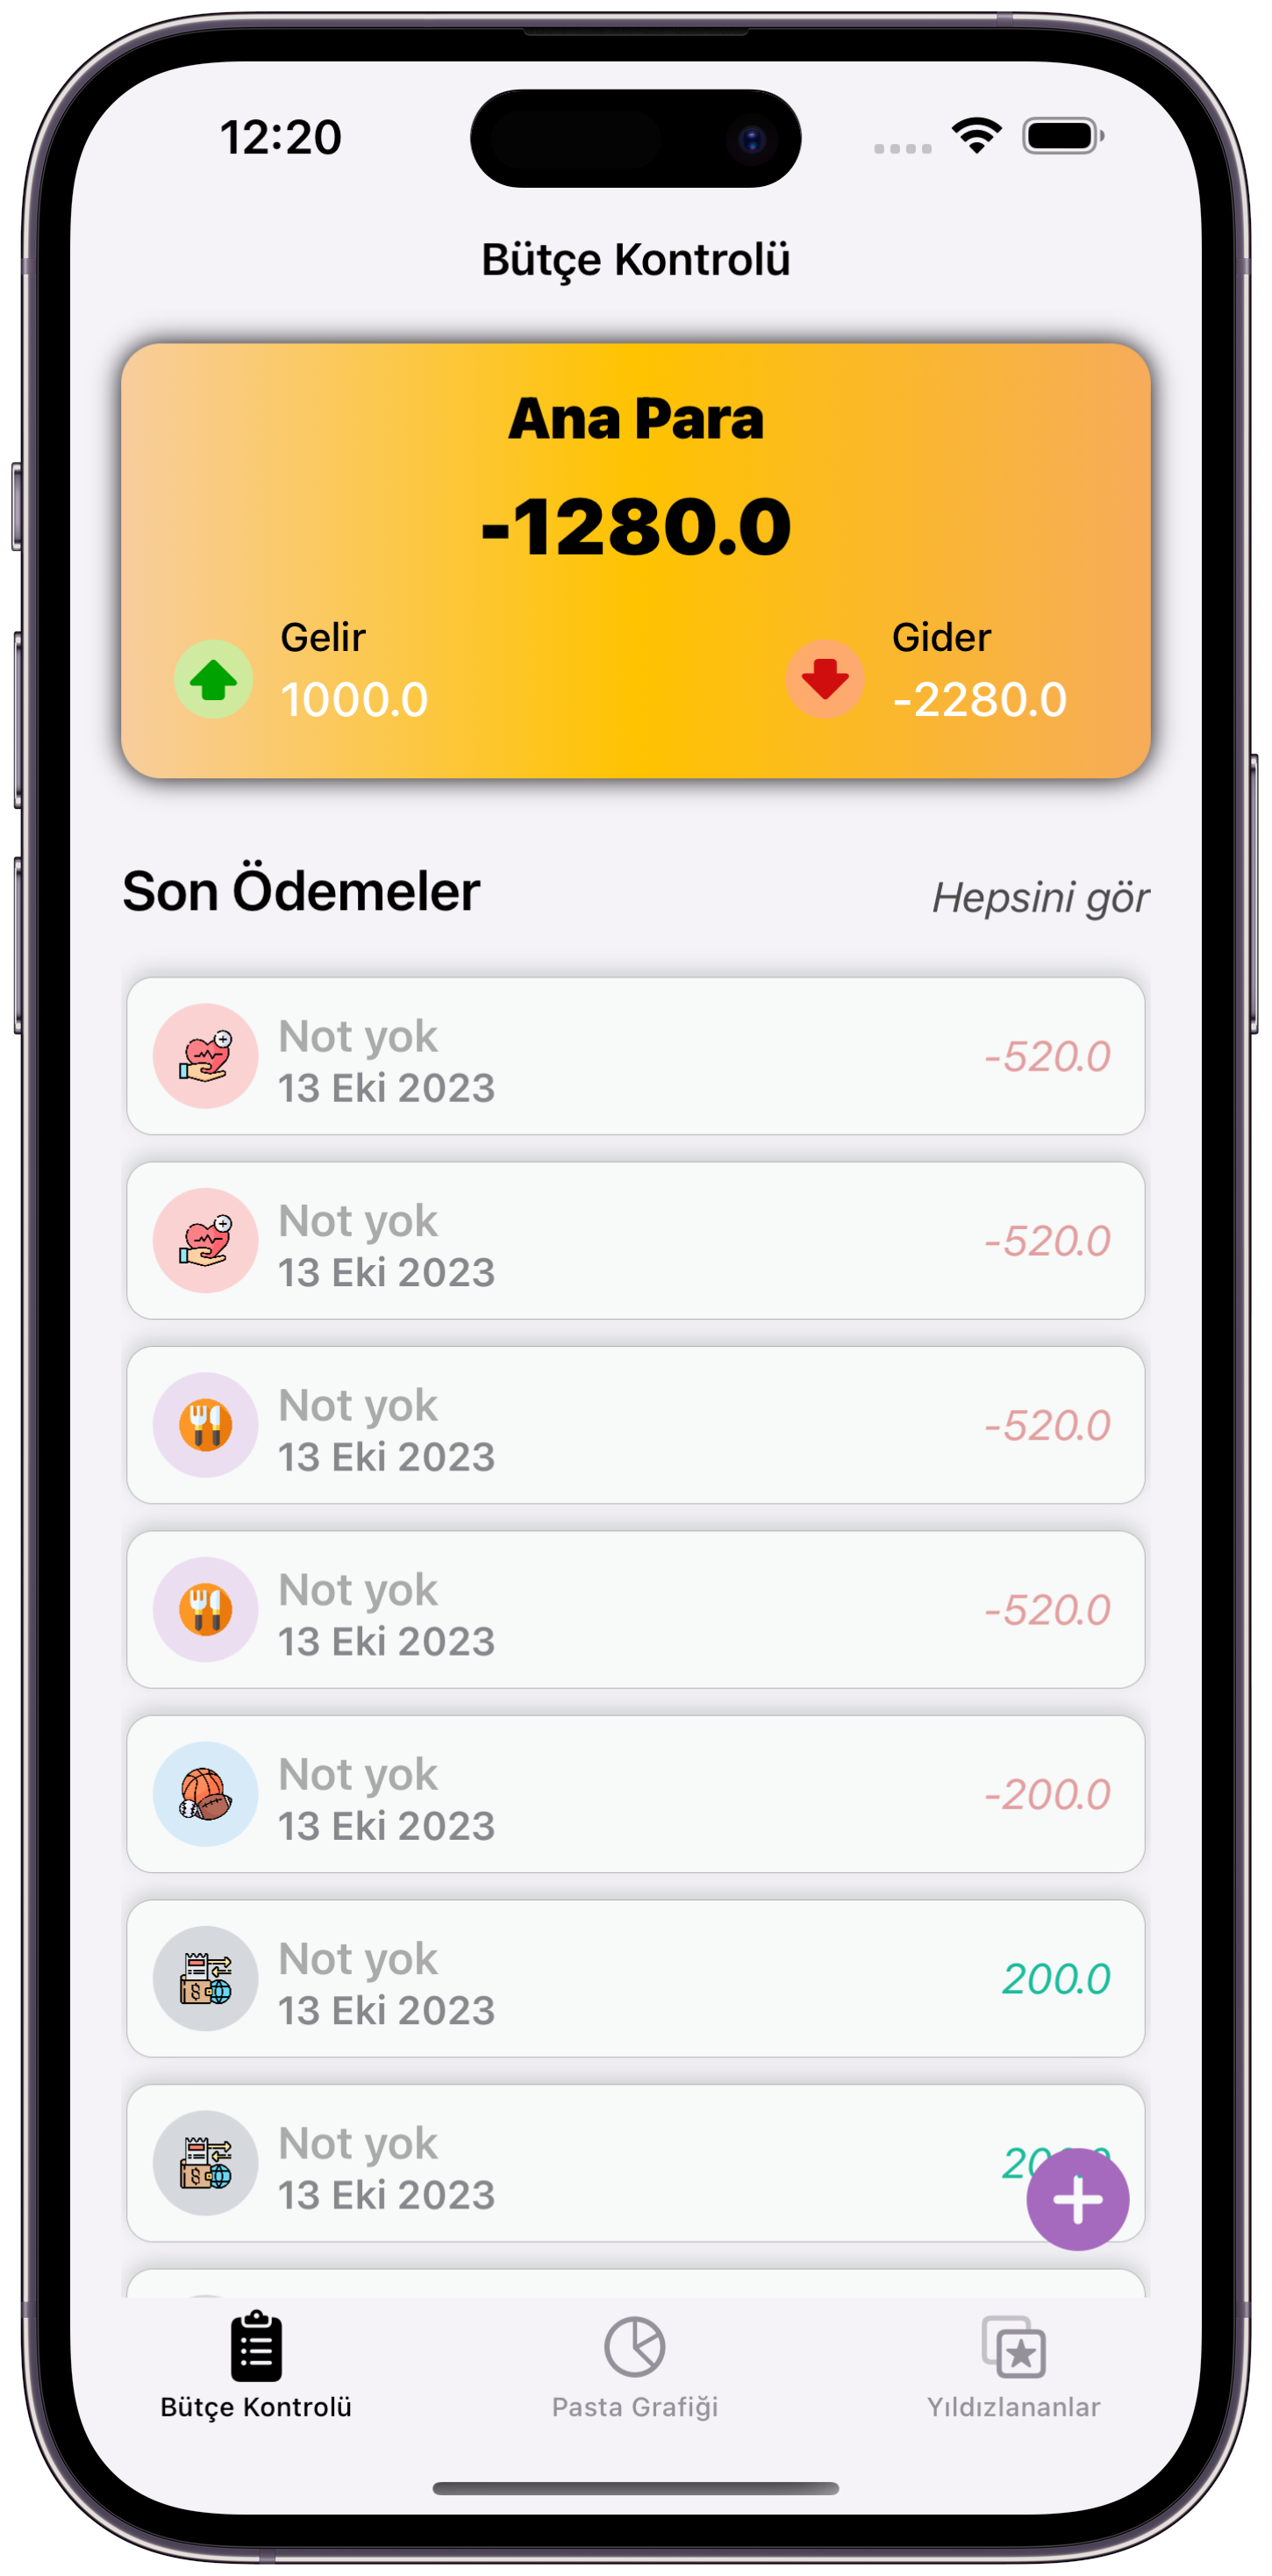 12:20
Bütçe Kontrolü
Ana Para
-1280.0
Gelir
1000.0
Gider
-2280.0
Son Ödemeler
Hepsini gör
Not yok
13 Eki 2023
-520.0
Not yok
13 Eki 2023
-520.0
Not yok
13 Eki 2023
-520.0
Not yok
13 Eki 2023
-520.0
Not yok
13 Eki 2023
-200.0
Not yok
13 Eki 2023
200.0
Not yok
13 Eki 2023
Bütçe Kontrolü
Pasta Grafiği
Yıldızlananlar